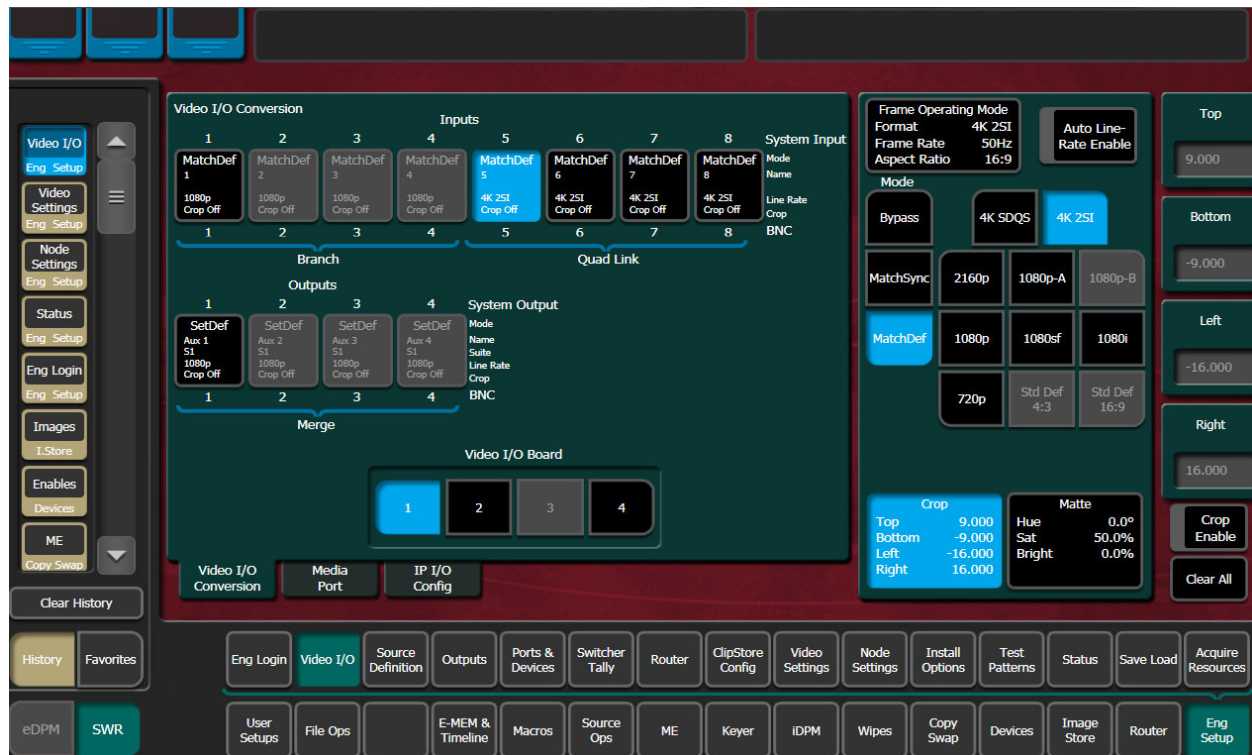 Video I/O Conversion
Inputs
1 2 3 4 5 6 7 8 System Input
MatchDef MatchDef MatchDef MatchDef MatchDef MatchDef MatchDef MatchDef Mode
1 2 3 4 5 6 7 8 Name
1080p 1080p 1080p 1080p 4K 2SI 4K 2SI 4K 2SI 4K 2SI Line Rate
Crop Off Crop Off Crop Off Crop Off Crop Off Crop Off Crop Off Crop Off Crop
1 2 3 4 5 6 7 8 BNC
Branch Quad Link
Outputs
1 2 3 4 System Output
SetDef SetDef SetDef SetDef Mode
Aux 1 Aux 2 Aux 3 Aux 4 Name
S1 S1 S1 S1 Suite
1080p 1080p 1080p 1080p Line Rate
Crop Off Crop Off Crop Off Crop Off Crop
1 2 3 4 BNC
Merge
Video I/O Board
1 2 3 4
Video I/O Conversion
Media Port
IP I/O Config
Frame Operating Mode
Format 4K 2SI
Frame Rate 50Hz
Aspect Ratio 16:9
Auto Line-
Rate Enable
Mode
Bypass 4K SDQS 4K 2SI
MatchSync 2160p 1080p-A 1080p-B
MatchDef 1080p 1080sf 1080i
720p Std Def 4:3 Std Def 16:9
Crop
Top 9.000
Bottom -9.000
Left -16.000
Right 16.000
Matte
Hue 0.0°
Sat 50.0%
Bright 0.0%
Top
9.000
Bottom
-9.000
Left
-16.000
Right
16.000
Crop
Enable
Clear All
Video I/O
Eng Setup
Video
Settings
Eng Setup
Node
Settings
Eng Setup
Status
Eng Setup
Eng Login
Eng Setup
Images
I.Store
Enables
Devices
ME
Copy Swap
Clear History
History Favorites
eDPM SWR
Eng Login Video I/O Source Definition Outputs Ports & Devices Switcher Tally Router ClipStore Config Video Settings Node Settings Install Options Test Patterns Status Save Load Acquire Resources
User Setups File Ops E-MEM & Timeline Macros Source Ops ME Keyer iDPM Wipes Copy Swap Devices Image Store Router Eng Setup